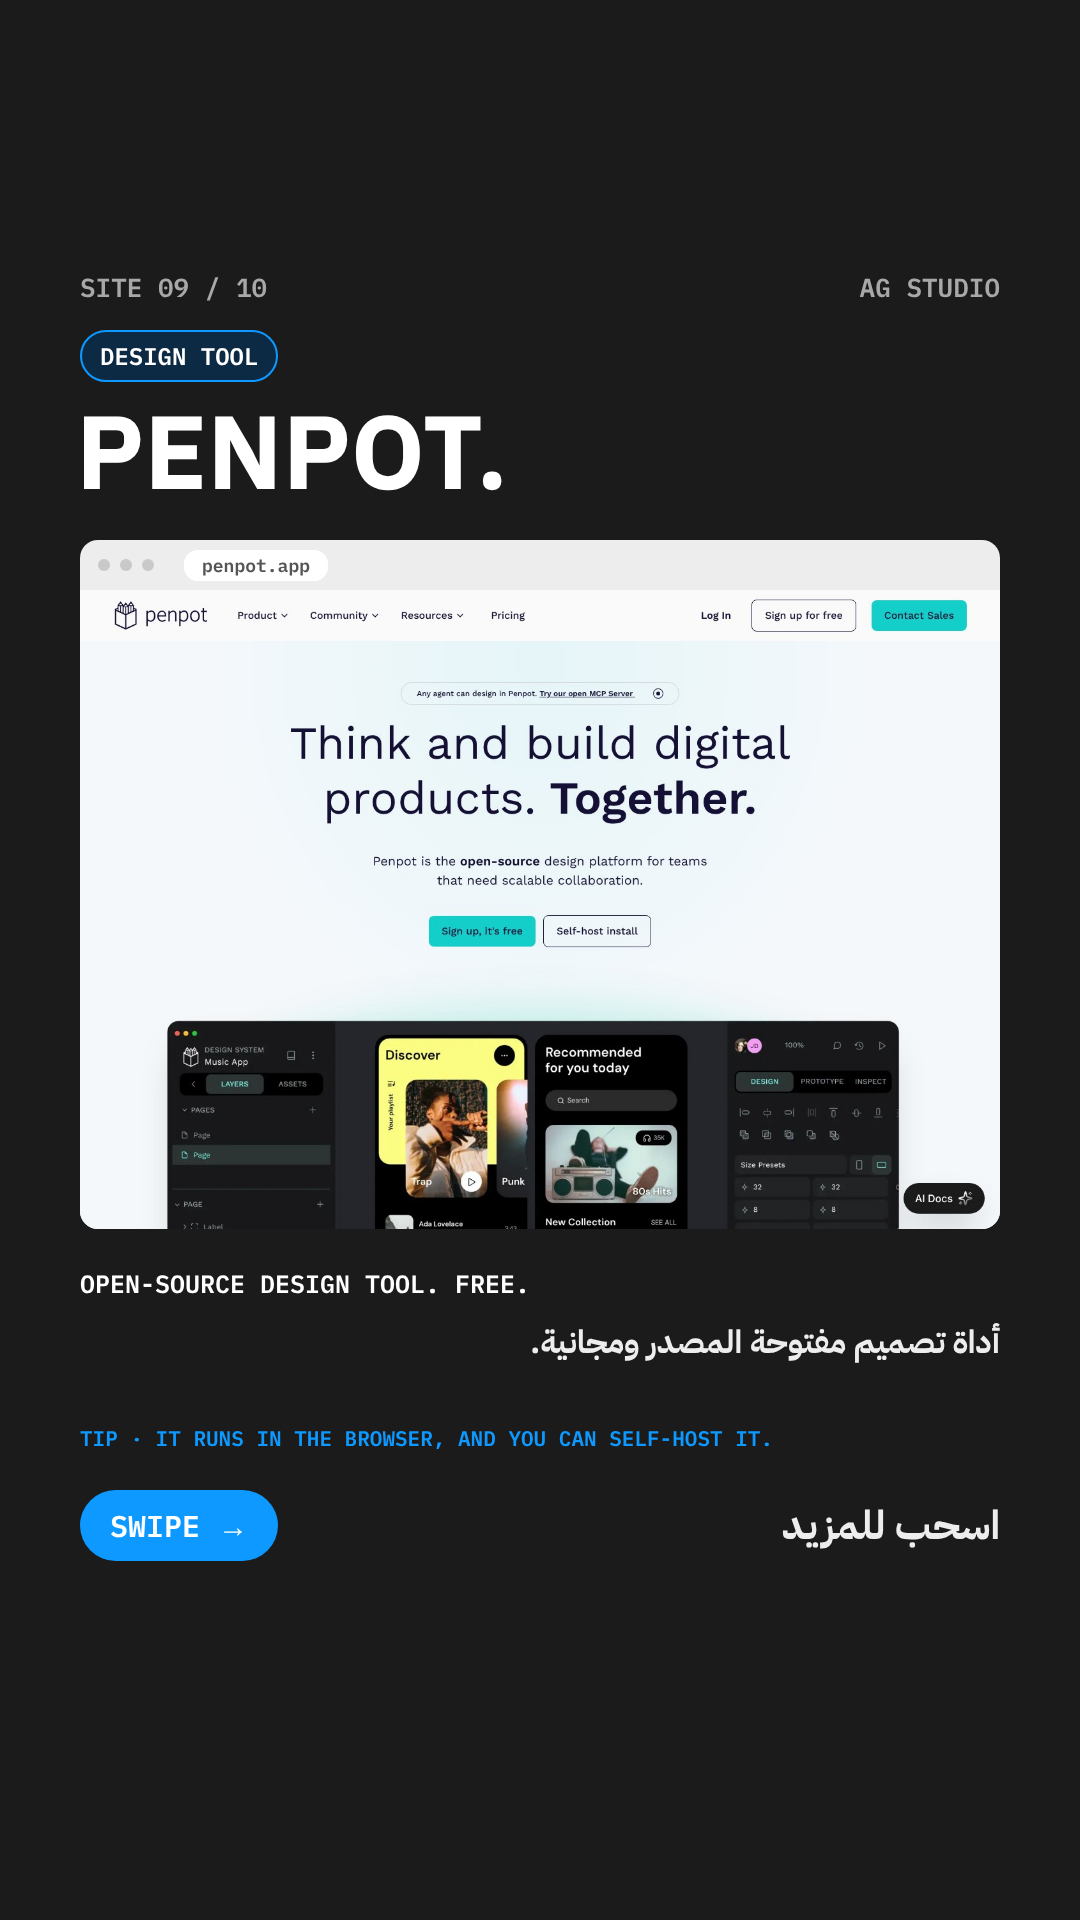 SITE 09 / 10
AG STUDIO
DESIGN TOOL
PENPOT.
penpot.app
penpot
Product
Community
Resources
Pricing
Log In
Sign up for free
Contact Sales
Any agent can design in Penpot. Try our open MCP Server
Think and build digital
products. Together.
Penpot is the open-source design platform for teams
that need scalable collaboration.
Sign up, it's free
Self-host install
DESIGN SYSTEM
Music App
LAYERS
ASSETS
PAGES
Page
Page
PAGE
Label
Discover
Your playlist
Trap
Punk
Ada Lovelace
3:43
Recommended
for you today
Search
35K
80s Hits
New Collection
SEE ALL
JD
100%
DESIGN
PROTOTYPE
INSPECT
Size Presets
32
32
8
8
AI Docs
OPEN-SOURCE DESIGN TOOL. FREE.
أداة تصميم مفتوحة المصدر ومجانية.
TIP · IT RUNS IN THE BROWSER, AND YOU CAN SELF-HOST IT.
SWIPE →
اسحب للمزيد